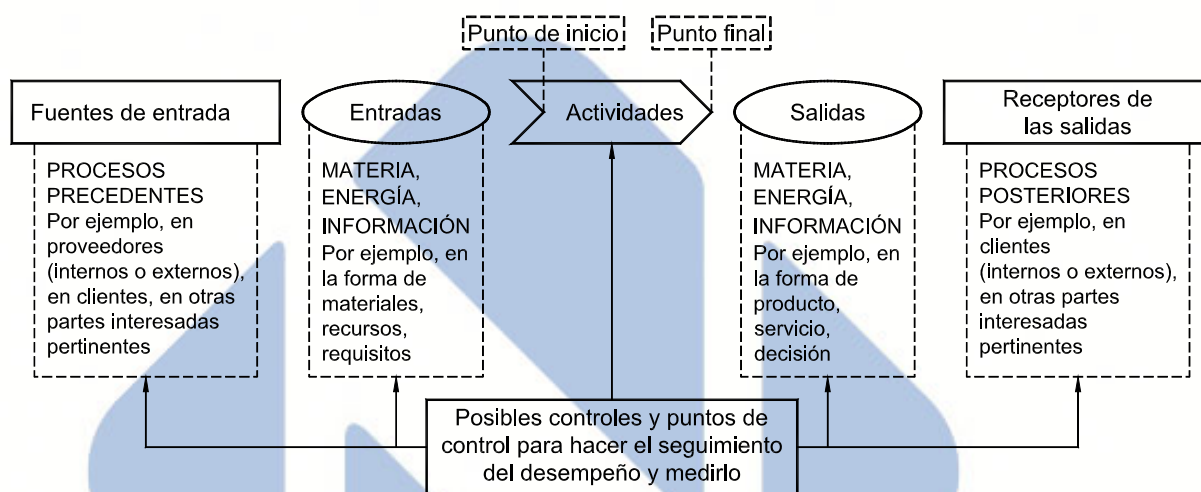 Punto de inicio
Punto final
Fuentes de entrada
Entradas
Actividades
Salidas
Receptores de
las salidas
PROCESOS
PRECEDENTES
Por ejemplo, en
proveedores
(internos o externos),
en clientes, en otras
partes interesadas
pertinentes
MATERIA,
ENERGÍA,
INFORMACIÓN
Por ejemplo, en
la forma de
materiales,
recursos,
requisitos
MATERIA,
ENERGÍA,
INFORMACIÓN
Por ejemplo, en
la forma de
producto,
servicio,
decisión
PROCESOS
POSTERIORES
Por ejemplo, en
clientes
(internos o externos),
en otras partes
interesadas
pertinentes
Posibles controles y puntos de
control para hacer el seguimiento
del desempeño y medirlo